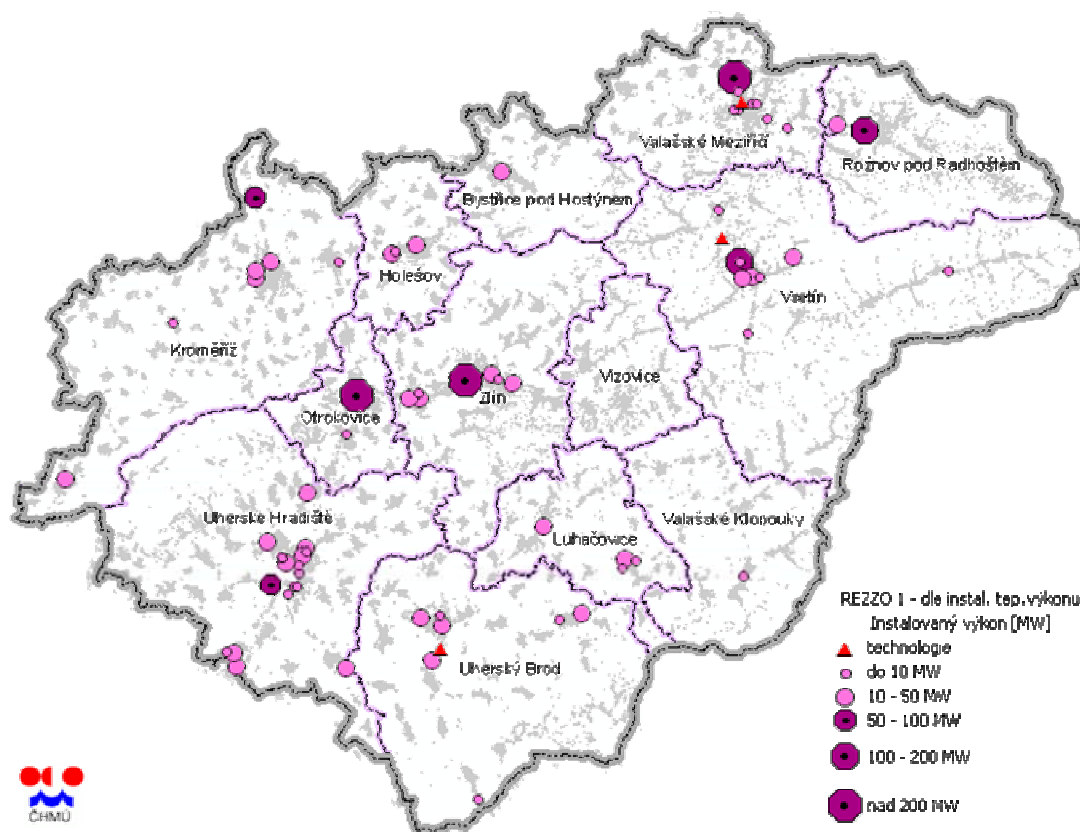 Valašské Meziříčí
Rožnov pod Radhoštěm
Bystřice pod Hostýnem
Holešov
Vsetín
Kroměříž
Vizovice
Zlín
Otrokovice
Uherské Hradiště
Valašské Klobouky
Luhačovice
Uherský Brod
REZZO 1 - dle instal. tep.výkonu
Instalovaný výkon [MW]
technologie
do 10 MW
10 - 50 MW
50 - 100 MW
100 - 200 MW
nad 200 MW
ČHMÚ